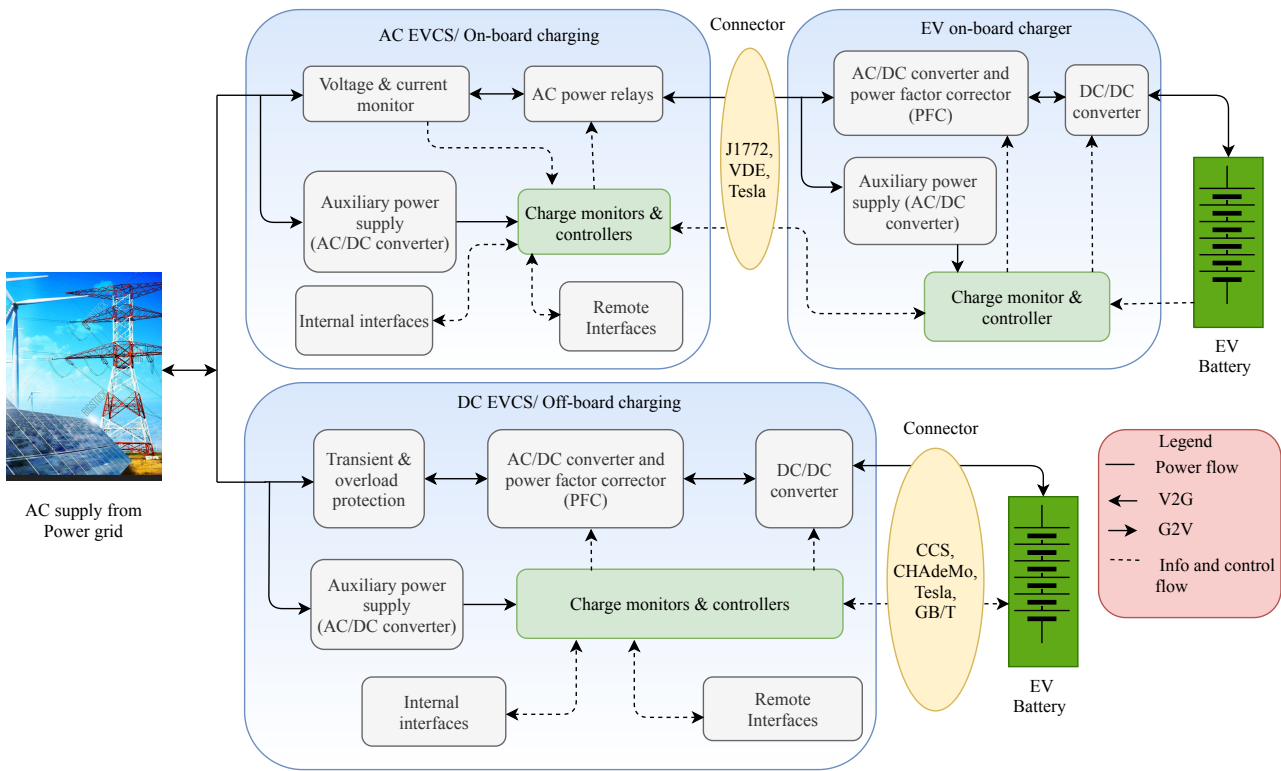 AC EVCS/ On-board charging
Voltage & current
monitor
AC power relays
Auxiliary power
supply
(AC/DC converter)
Charge monitors &
controllers
Internal interfaces
Remote
Interfaces
Connector
J1772,
VDE,
Tesla
EV on-board charger
AC/DC converter and
power factor corrector
(PFC)
DC/DC
converter
Auxiliary power
supply (AC/DC
converter)
Charge monitor &
controller
EV
Battery
AC supply from
Power grid
DC EVCS/ Off-board charging
Transient &
overload
protection
AC/DC converter and
power factor corrector
(PFC)
DC/DC
converter
Auxiliary power
supply
(AC/DC converter)
Charge monitors & controllers
Internal
interfaces
Remote
Interfaces
Connector
CCS,
CHAdeMo,
Tesla,
GB/T
EV
Battery
Legend
Power flow
V2G
G2V
Info and control
flow